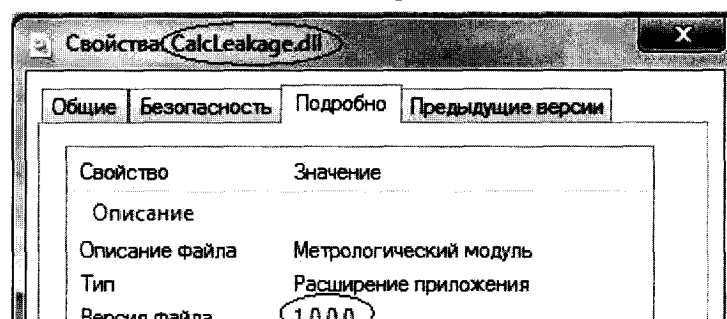 Свойства: CalcLeakage.dll
x
Общие Безопасность Подробно Предыдущие версии
Свойство Значение
Описание
Описание файла Метрологический модуль
Тип Расширение приложения
Версия файла 1.0.0.0